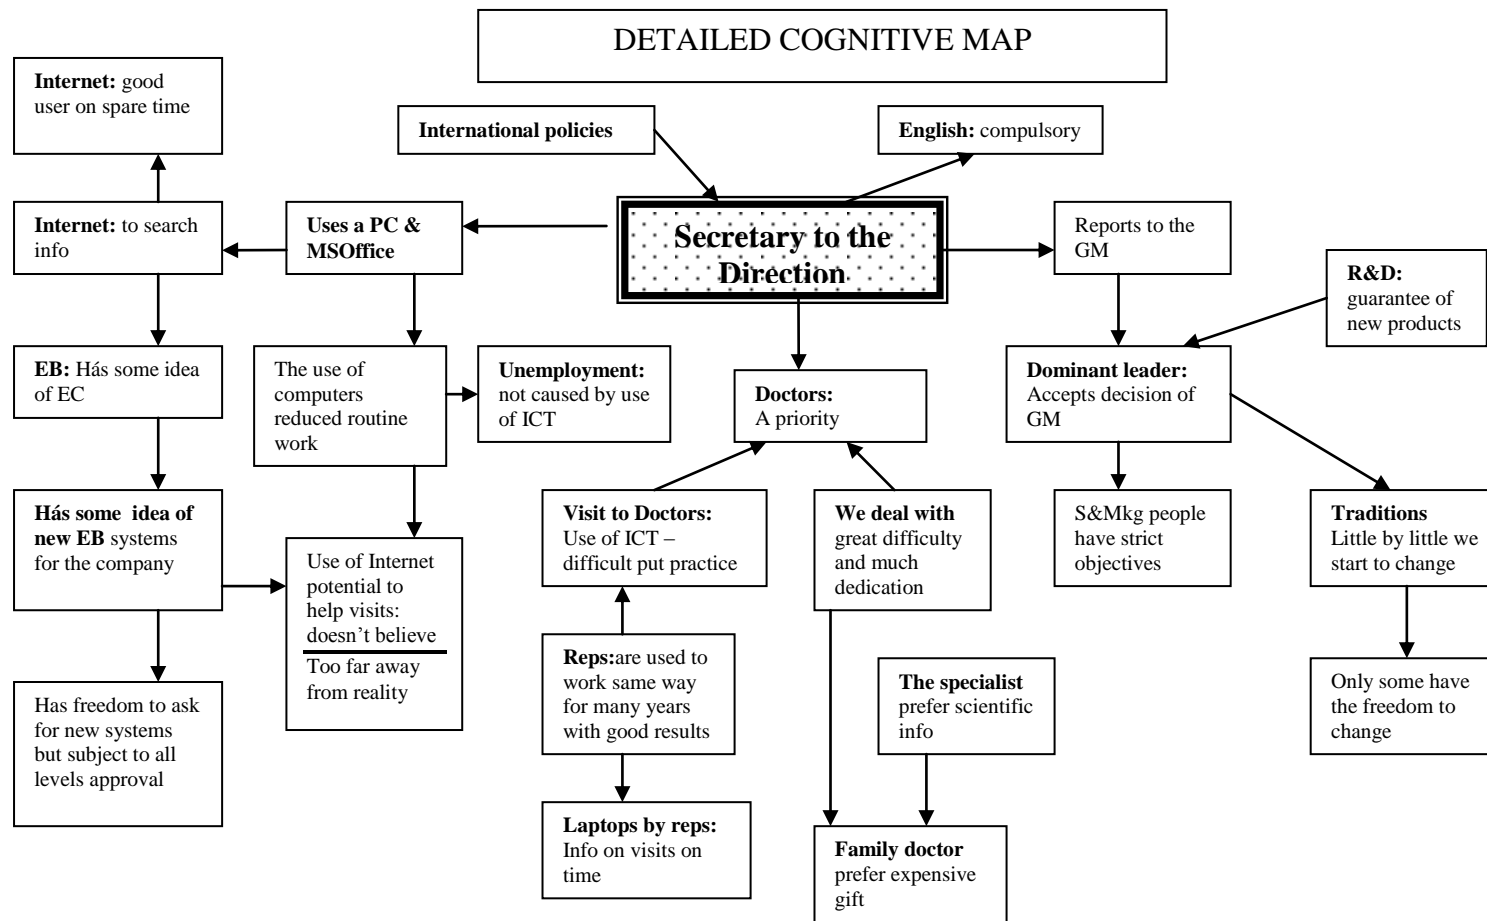 DETAILED COGNITIVE MAP
Internet: good
user on spare time
International policies
English: compulsory
Internet: to search
info
Uses a PC &
MSOffice
Secretary to the
Direction
Reports to the
GM
R&D:
guarantee of
new products
EB: Hás some idea
of EC
The use of
computers
reduced routine
work
Unemployment:
not caused by use
of ICT
Doctors:
A priority
Dominant leader:
Accepts decision of
GM
Hás some idea of
new EB systems
for the company
Use of Internet
potential to
help visits:
doesn't believe
Too far away
from reality
Visit to Doctors:
Use of ICT –
difficult put practice
We deal with
great difficulty
and much
dedication
S&Mkg people
have strict
objectives
Traditions
Little by little we
start to change
Has freedom to ask
for new systems
but subject to all
levels approval
Reps:are used to
work same way
for many years
with good results
The specialist
prefer scientific
info
Only some have
the freedom to
change
Laptops by reps:
Info on visits on
time
Family doctor
prefer expensive
gift